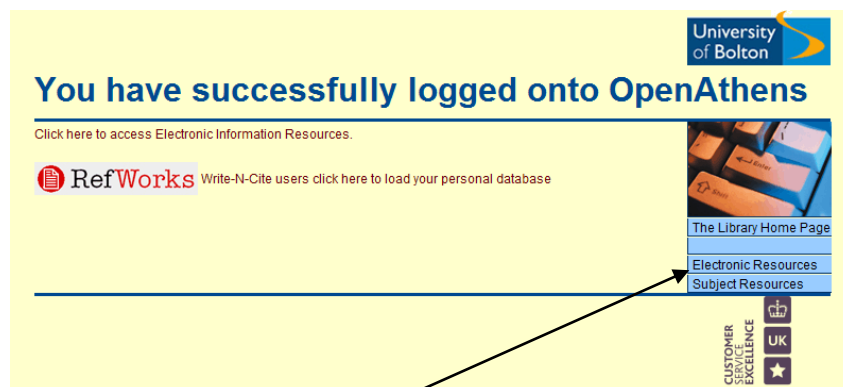 University
of Bolton
You have successfully logged onto OpenAthens
Click here to access Electronic Information Resources.
RefWorks Write-N-Cite users click here to load your personal database
Enter
Shift
The Library Home Page
Electronic Resources
Subject Resources
CUSTOMER
SERVICE
EXCELLENCE
UK